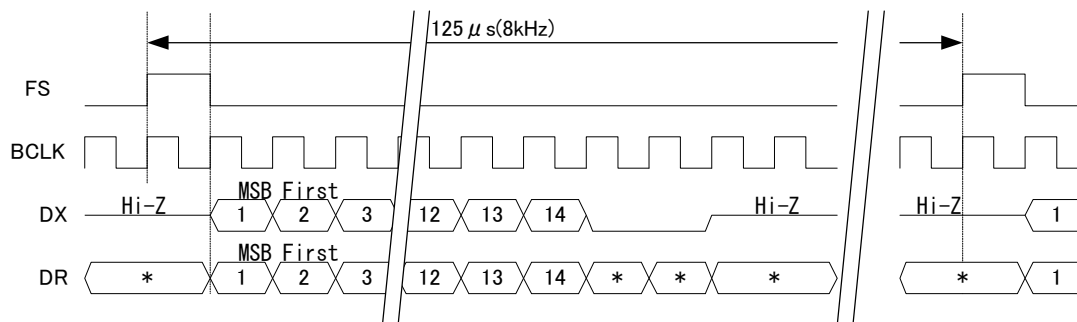 125μs(8kHz)
FS
BCLK
MSB First
DX Hi-Z 1 2 3 12 13 14 Hi-Z Hi-Z 1
MSB First
DR * 1 2 3 12 13 14 * * * * 1